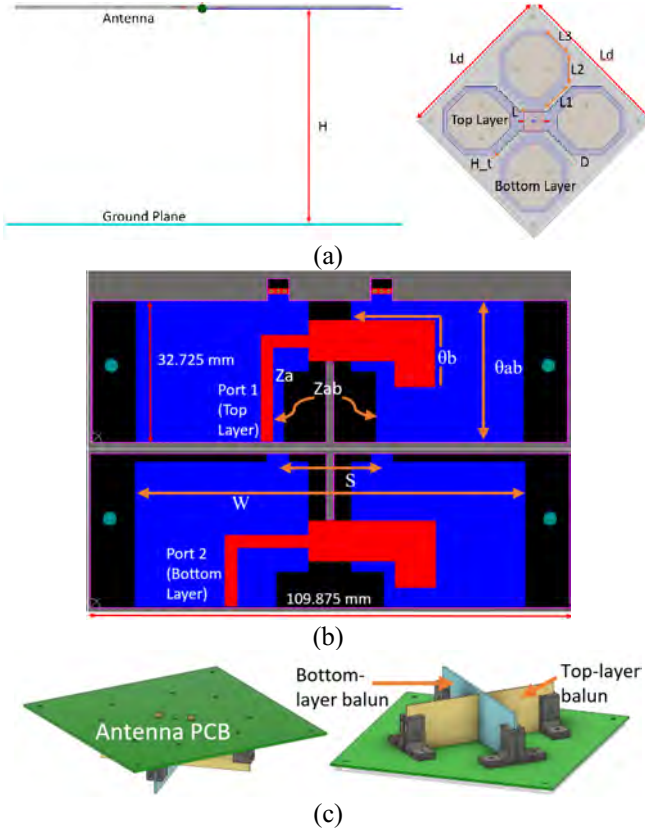 Antenna
H
Ground Plane
Ld
Ld
L3
L2
L1
L
Top Layer
H_t
D
Bottom Layer
(a)
32.725 mm
Za
Zab
θb
θab
Port 1
(Top
Layer)
S
W
Port 2
(Bottom
Layer)
109.875 mm
(b)
Antenna PCB
Bottom-
layer balun
Top-layer
balun
(c)